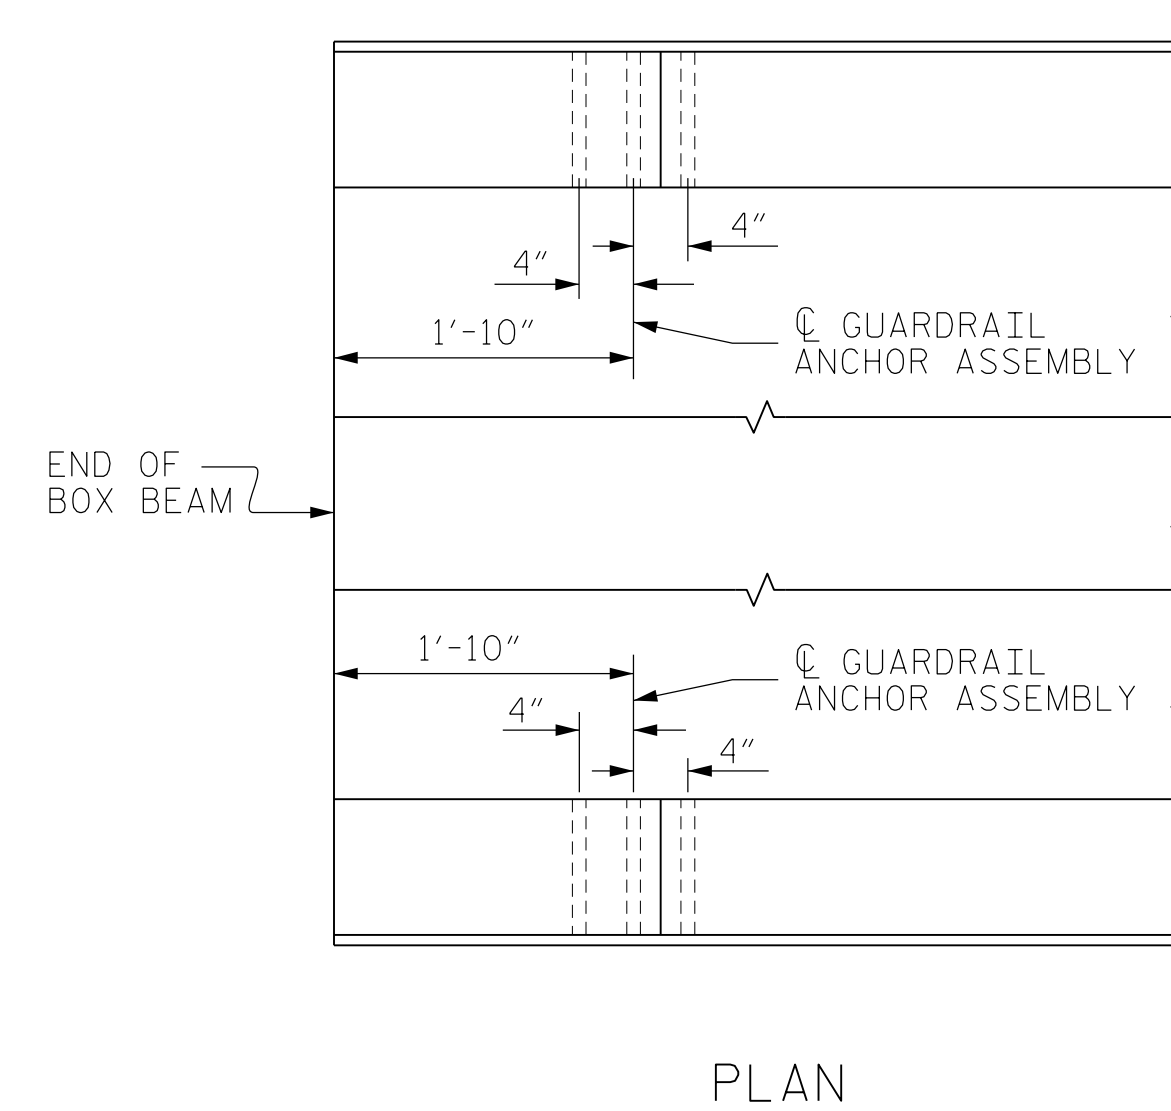 4"
4"
1'-10"
℄ GUARDRAIL
ANCHOR ASSEMBLY
END OF
BOX BEAM
1'-10"
℄ GUARDRAIL
ANCHOR ASSEMBLY
4"
4"
PLAN